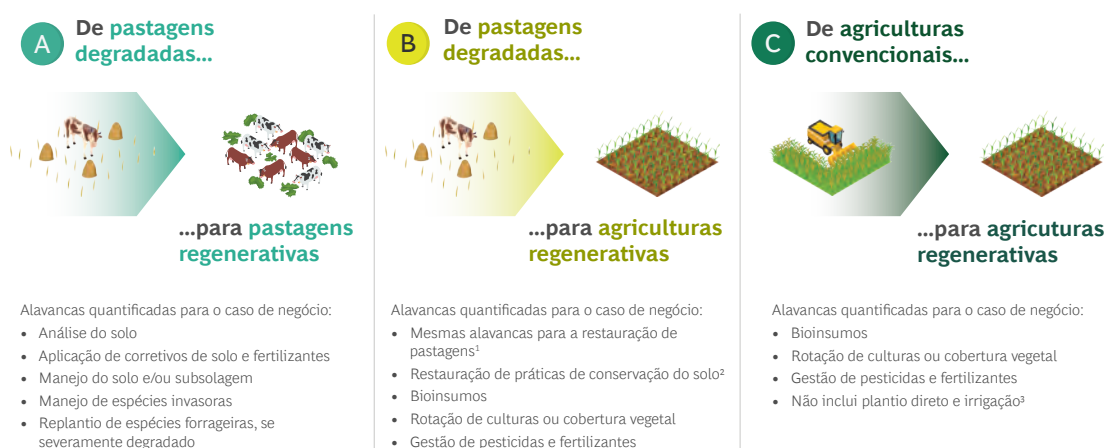 A
De pastagens
degradadas...
...para pastagens
regenerativas
Alavancas quantificadas para o caso de negócio:
• Análise do solo
• Aplicação de corretivos de solo e fertilizantes
• Manejo do solo e/ou subsolagem
• Manejo de espécies invasoras
• Replantio de espécies forrageiras, se
severamente degradado
B
De pastagens
degradadas...
...para agriculturas
regenerativas
Alavancas quantificadas para o caso de negócio:
• Mesmas alavancas para a restauração de
pastagens¹
• Restauração de práticas de conservação do solo²
• Bioinsumos
• Rotação de culturas ou cobertura vegetal
• Gestão de pesticidas e fertilizantes
C
De agriculturas
convencionais...
...para agricuturas
regenerativas
Alavancas quantificadas para o caso de negócio:
• Bioinsumos
• Rotação de culturas ou cobertura vegetal
• Gestão de pesticidas e fertilizantes
• Não inclui plantio direto e irrigação³